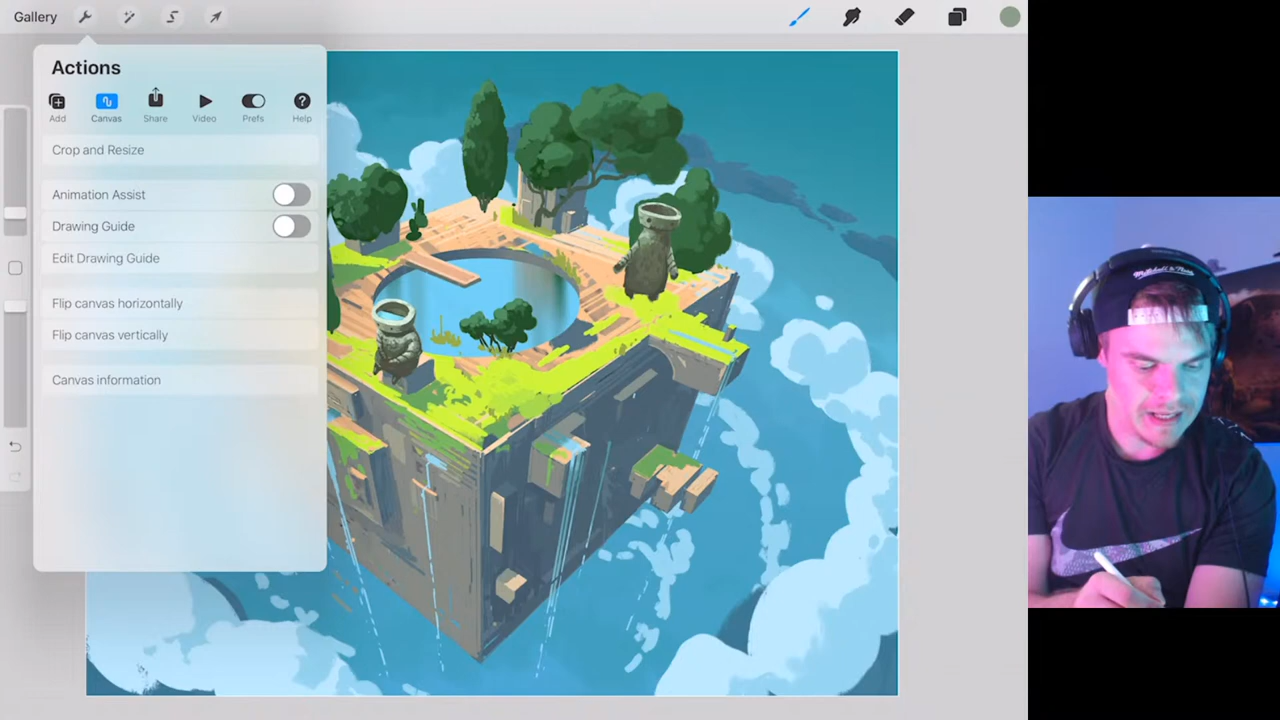 Gallery
Actions
Add Canvas Share Video Prefs Help
Crop and Resize
Animation Assist
Drawing Guide
Edit Drawing Guide
Flip canvas horizontally
Flip canvas vertically
Canvas information